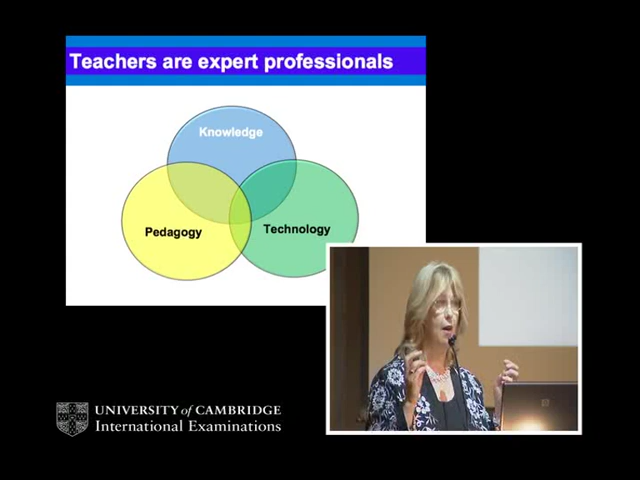 Teachers are expert professionals
Knowledge
Pedagogy
Technology
UNIVERSITY of CAMBRIDGE
International Examinations